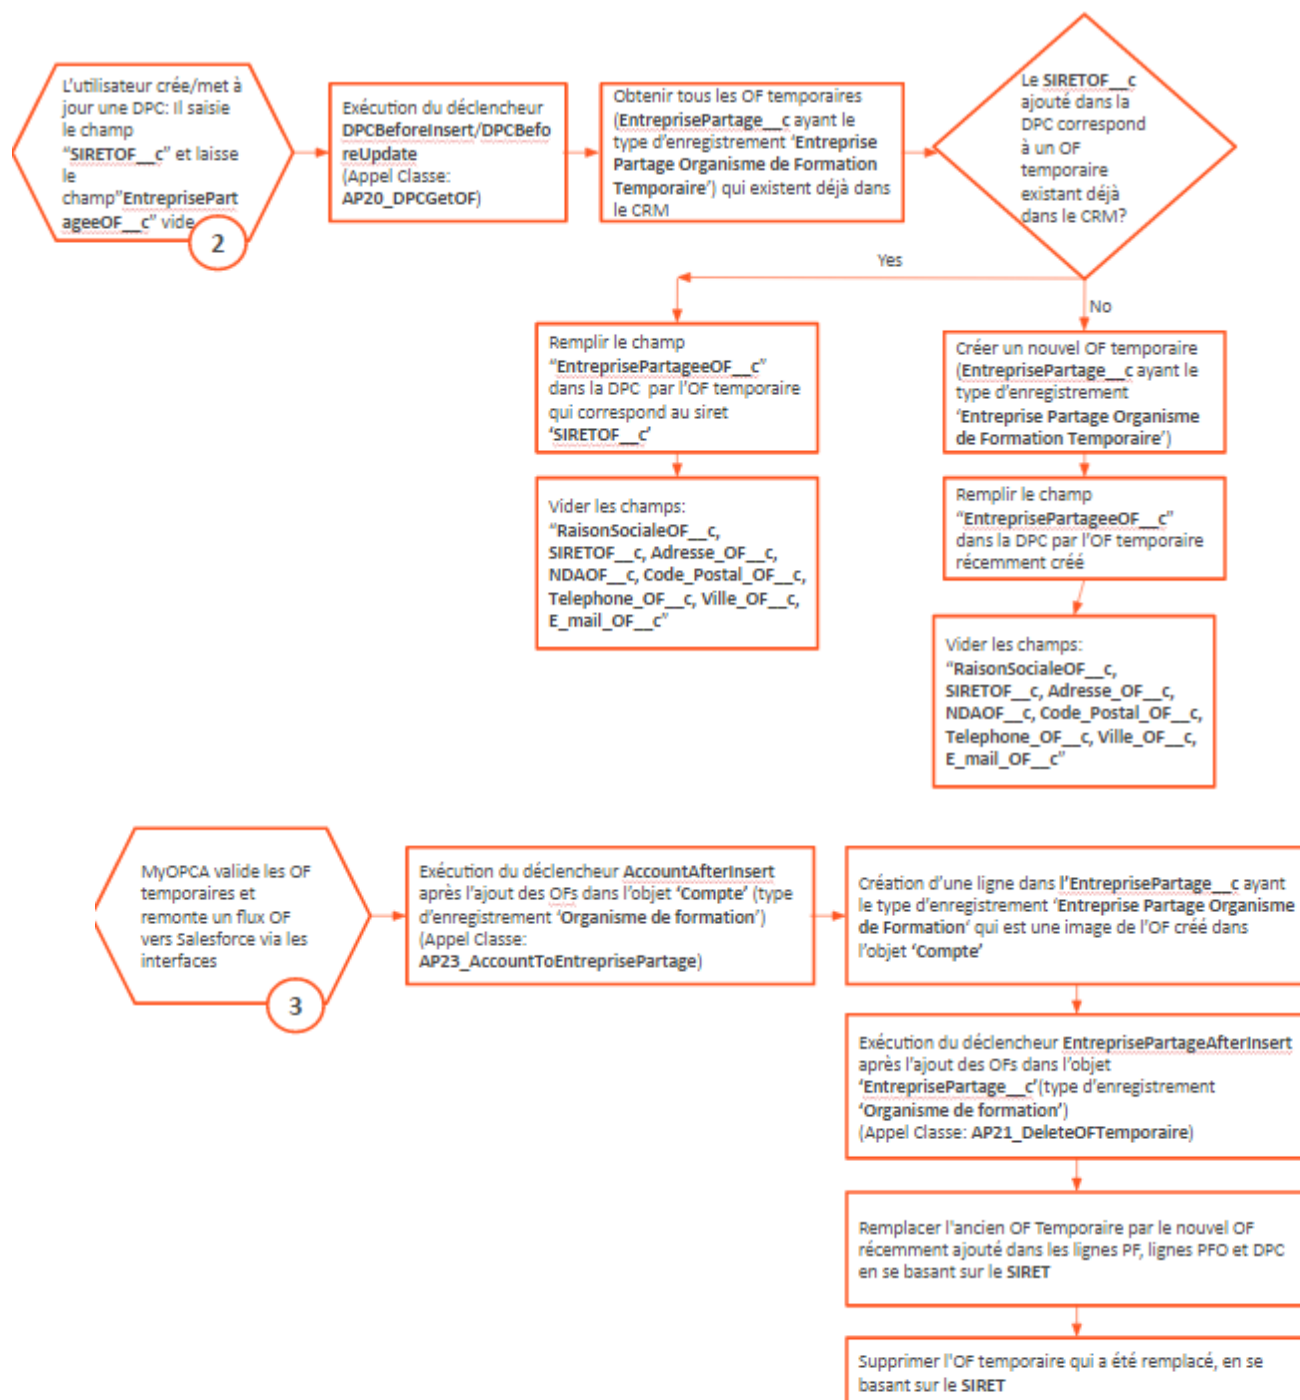 L'utilisateur crée/met à
jour une DPC: Il saisie
le champ
"SIRETOF__c" et laisse
le
champ"EntreprisePart
ageeOF__c" vide
2
Exécution du déclencheur
DPCBeforeInsert/DPCBefo
reUpdate
(Appel Classe:
AP20_DPCGetOF)
Obtenir tous les OF temporaires
(EntreprisePartage__c ayant le
type d'enregistrement 'Entreprise
Partage Organisme de Formation
Temporaire') qui existent déjà dans
le CRM
Le SIRETOF__c
ajouté dans la
DPC correspond
à un OF
temporaire
existant déjà
dans le CRM?
Yes
No
Remplir le champ
"EntreprisePartageeOF__c"
dans la DPC par l'OF temporaire
qui correspond au siret
'SIRETOF__c'
Vider les champs:
"RaisonSocialeOF__c,
SIRETOF__c, Adresse_OF__c,
NDAOF__c, Code_Postal_OF__c,
Telephone_OF__c, Ville_OF__c,
E_mail_OF__c"
Créer un nouvel OF temporaire
(EntreprisePartage__c ayant le
type d'enregistrement
'Entreprise Partage Organisme
de Formation Temporaire')
Remplir le champ
"EntreprisePartageeOF__c"
dans la DPC par l'OF temporaire
récemment créé
Vider les champs:
"RaisonSocialeOF__c,
SIRETOF__c, Adresse_OF__c,
NDAOF__c, Code_Postal_OF__c,
Telephone_OF__c, Ville_OF__c,
E_mail_OF__c"
MyOPCA valide les OF
temporaires et
remonte un flux OF
vers Salesforce via les
interfaces
3
Exécution du déclencheur AccountAfterInsert
après l'ajout des OFs dans l'objet 'Compte' (type
d'enregistrement 'Organisme de formation')
(Appel Classe:
AP23_AccountToEntreprisePartage)
Création d'une ligne dans l'EntreprisePartage__c ayant
le type d'enregistrement 'Entreprise Partage Organisme
de Formation' qui est une image de l'OF créé dans
l'objet 'Compte'
Exécution du déclencheur EntreprisePartageAfterInsert
après l'ajout des OFs dans l'objet
'EntreprisePartage__c'(type d'enregistrement
'Organisme de formation')
(Appel Classe: AP21_DeleteOFTemporaire)
Remplacer l'ancien OF Temporaire par le nouvel OF
récemment ajouté dans les lignes PF, lignes PFO et DPC
en se basant sur le SIRET
Supprimer l'OF temporaire qui a été remplacé, en se
basant sur le SIRET